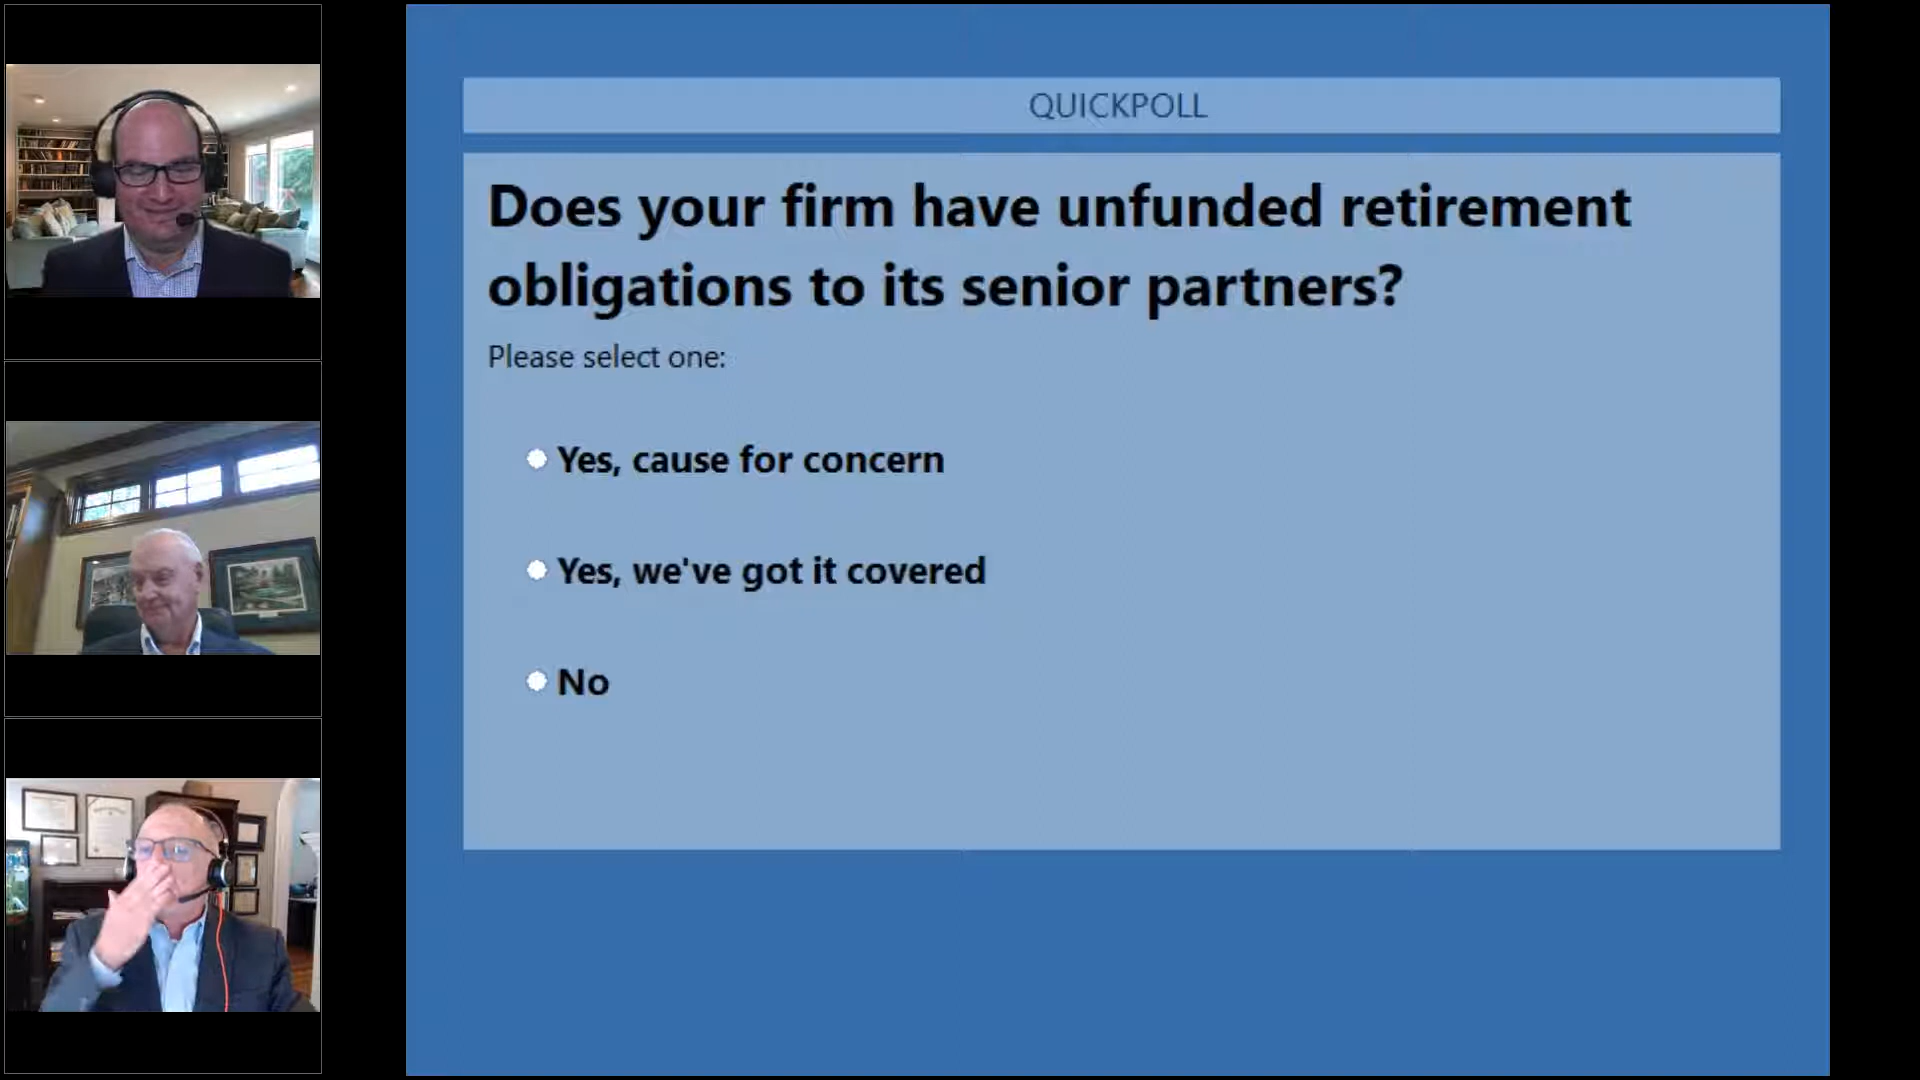 QUICKPOLL
Does your firm have unfunded retirement
obligations to its senior partners?
Please select one:
Yes, cause for concern
Yes, we've got it covered
No